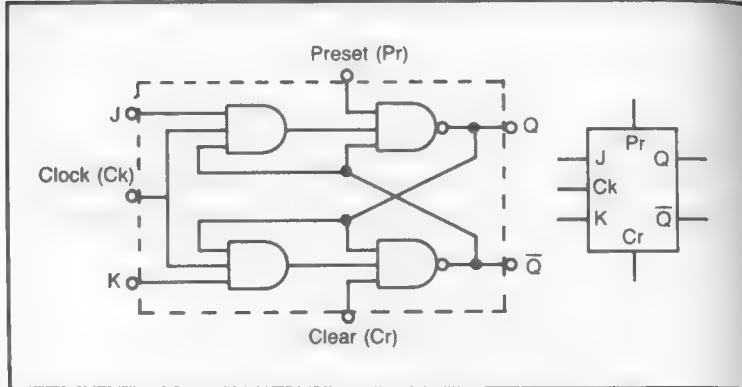 Preset (Pr)
J
Q
Clock (Ck)
K
Q̅
Clear (Cr)
Pr
J
Q
Ck
K
Q̅
Cr